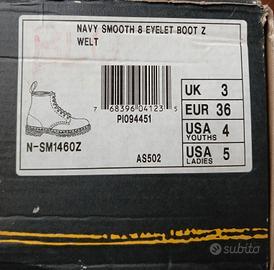 NAVY SMOOTH 8 EYELET BOOT Z
WELT
7 68396 04123 5
PI094451
N-SM1460Z
AS502
UK 3
EUR 36
USA 4
YOUTHS
USA 5
LADIES
subito